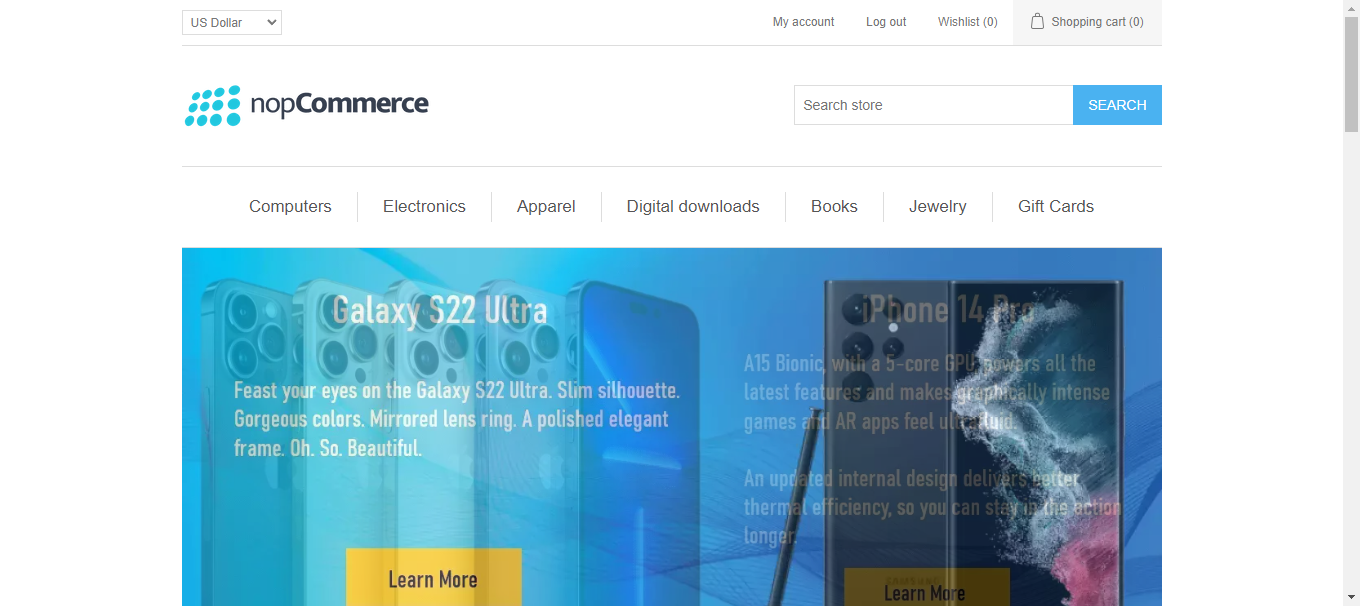 US Dollar
My account
Log out
Wishlist (0)
Shopping cart (0)
nopCommerce
Search store
SEARCH
Computers
Electronics
Apparel
Digital downloads
Books
Jewelry
Gift Cards
Galaxy S22 Ultra
Feast your eyes on the Galaxy S22 Ultra. Slim silhouette.
Gorgeous colors. Mirrored lens ring. A polished elegant
frame. Oh. So. Beautiful.
Learn More
iPhone 14 Pro
A15 Bionic, with a 5-core GPU powers all the
latest features and makes graphically intense
games and AR apps feel ultra fluid.
An updated internal design delivers better
thermal efficiency, so you can stay in the action
longer.
SAMSUNG
Learn More